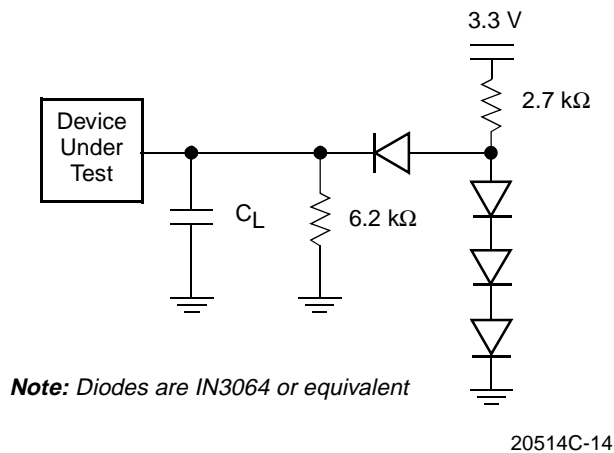 3.3 V
2.7 kΩ
Device
Under
Test
CL
6.2 kΩ
Note: Diodes are IN3064 or equivalent
20514C-14